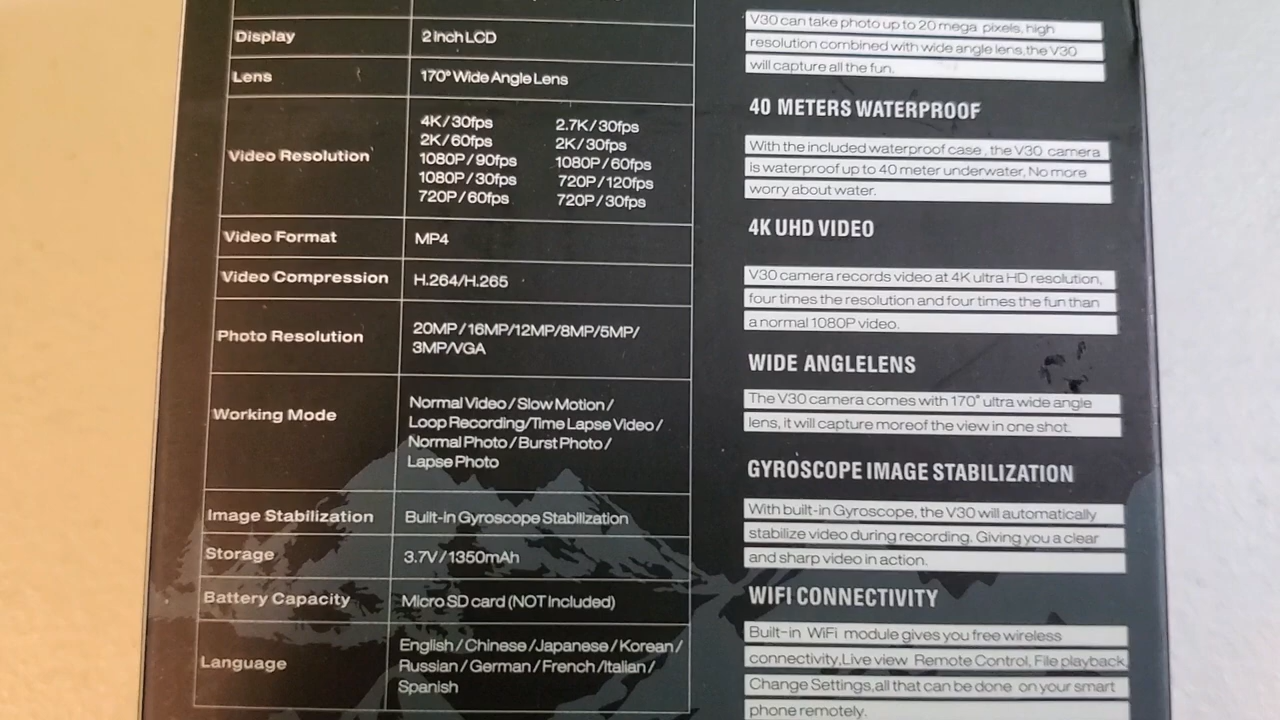 Display 2 Inch LCD
Lens 170° Wide Angle Lens
Video Resolution
4K/30fps 2.7K/30fps
2K/60fps 2K/30fps
1080P/90fps 1080P/60fps
1080P/30fps 720P/120fps
720P/60fps 720P/30fps
Video Format MP4
Video Compression H.264/H.265
Photo Resolution
20MP/16MP/12MP/8MP/5MP/
3MP/VGA
Working Mode
Normal Video/Slow Motion/
Loop Recording/Time Lapse Video/
Normal Photo/Burst Photo/
Lapse Photo
Image Stabilization Built-in Gyroscope Stabilization
Storage 3.7V/1350mAh
Battery Capacity Micro SD card (NOT Included)
Language
English/Chinese/Japanese/Korean/
Russian/German/French/Italian/
Spanish
V30 can take photo up to 20 mega pixels, high
resolution combined with wide angle lens,the V30
will capture all the fun.
40 METERS WATERPROOF
With the included waterproof case, the V30 camera
is waterproof up to 40 meter underwater, No more
worry about water.
4K UHD VIDEO
V30 camera records video at 4K ultra HD resolution,
four times the resolution and four times the fun than
a normal 1080P video.
WIDE ANGLELENS
The V30 camera comes with 170° ultra wide angle
lens, it will capture moreof the view in one shot.
GYROSCOPE IMAGE STABILIZATION
With built-in Gyroscope, the V30 will automatically
stabilize video during recording. Giving you a clear
and sharp video in action.
WIFI CONNECTIVITY
Built-in WiFi module gives you free wireless
connectivity,Live view Remote Control, File playback
Change Settings,all that can be done on your smart
phone remotely.